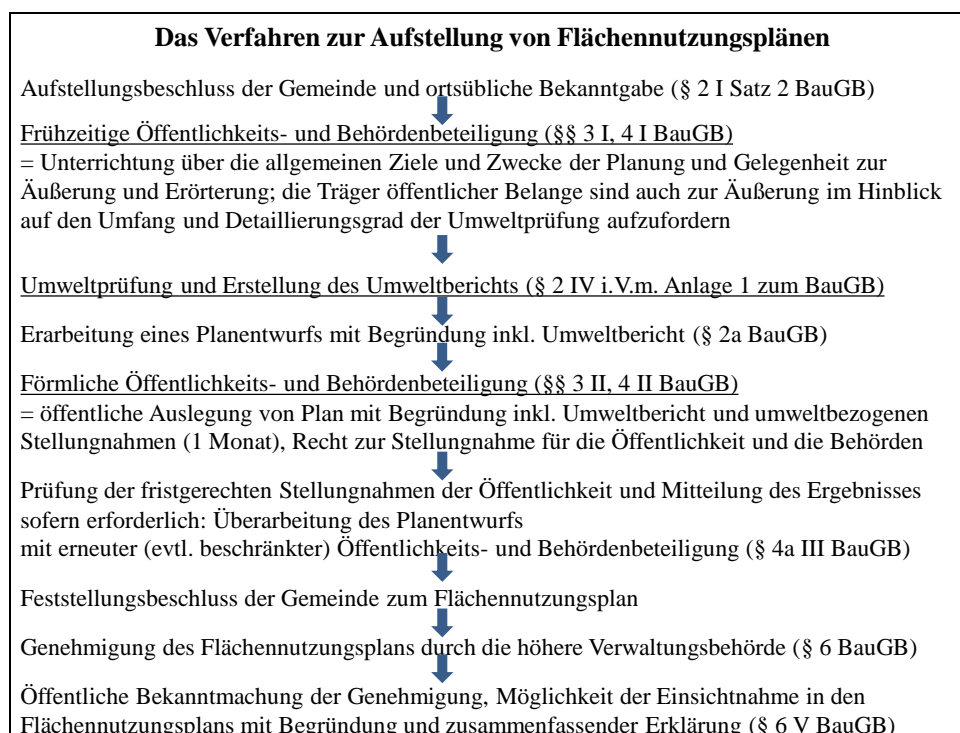 Das Verfahren zur Aufstellung von Flächennutzungsplänen
Aufstellungsbeschluss der Gemeinde und ortsübliche Bekanntgabe (§ 2 I Satz 2 BauGB)
Frühzeitige Öffentlichkeits- und Behördenbeteiligung (§§ 3 I, 4 I BauGB)
= Unterrichtung über die allgemeinen Ziele und Zwecke der Planung und Gelegenheit zur
Äußerung und Erörterung; die Träger öffentlicher Belange sind auch zur Äußerung im Hinblick
auf den Umfang und Detaillierungsgrad der Umweltprüfung aufzufordern
Umweltprüfung und Erstellung des Umweltberichts (§ 2 IV i.V.m. Anlage 1 zum BauGB)
Erarbeitung eines Planentwurfs mit Begründung inkl. Umweltbericht (§ 2a BauGB)
Förmliche Öffentlichkeits- und Behördenbeteiligung (§§ 3 II, 4 II BauGB)
= öffentliche Auslegung von Plan mit Begründung inkl. Umweltbericht und umweltbezogenen
Stellungnahmen (1 Monat), Recht zur Stellungnahme für die Öffentlichkeit und die Behörden
Prüfung der fristgerechten Stellungnahmen der Öffentlichkeit und Mitteilung des Ergebnisses
sofern erforderlich: Überarbeitung des Planentwurfs
mit erneuter (evtl. beschränkter) Öffentlichkeits- und Behördenbeteiligung (§ 4a III BauGB)
Feststellungsbeschluss der Gemeinde zum Flächennutzungsplan
Genehmigung des Flächennutzungsplans durch die höhere Verwaltungsbehörde (§ 6 BauGB)
Öffentliche Bekanntmachung der Genehmigung, Möglichkeit der Einsichtnahme in den
Flächennutzungsplans mit Begründung und zusammenfassender Erklärung (§ 6 V BauGB)